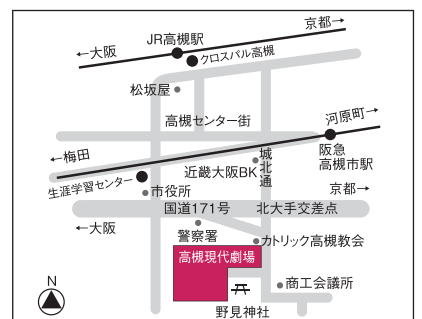 京都→
JR高槻駅
←大阪
クロスパル高槻
松坂屋
高槻センター街
河原町→
←梅田
城北通
阪急
高槻市駅
近畿大阪BK
生涯学習センター
市役所
京都→
国道171号
北大手交差点
←大阪
警察署
カトリック高槻教会
高槻現代劇場
商工会議所
N
野見神社